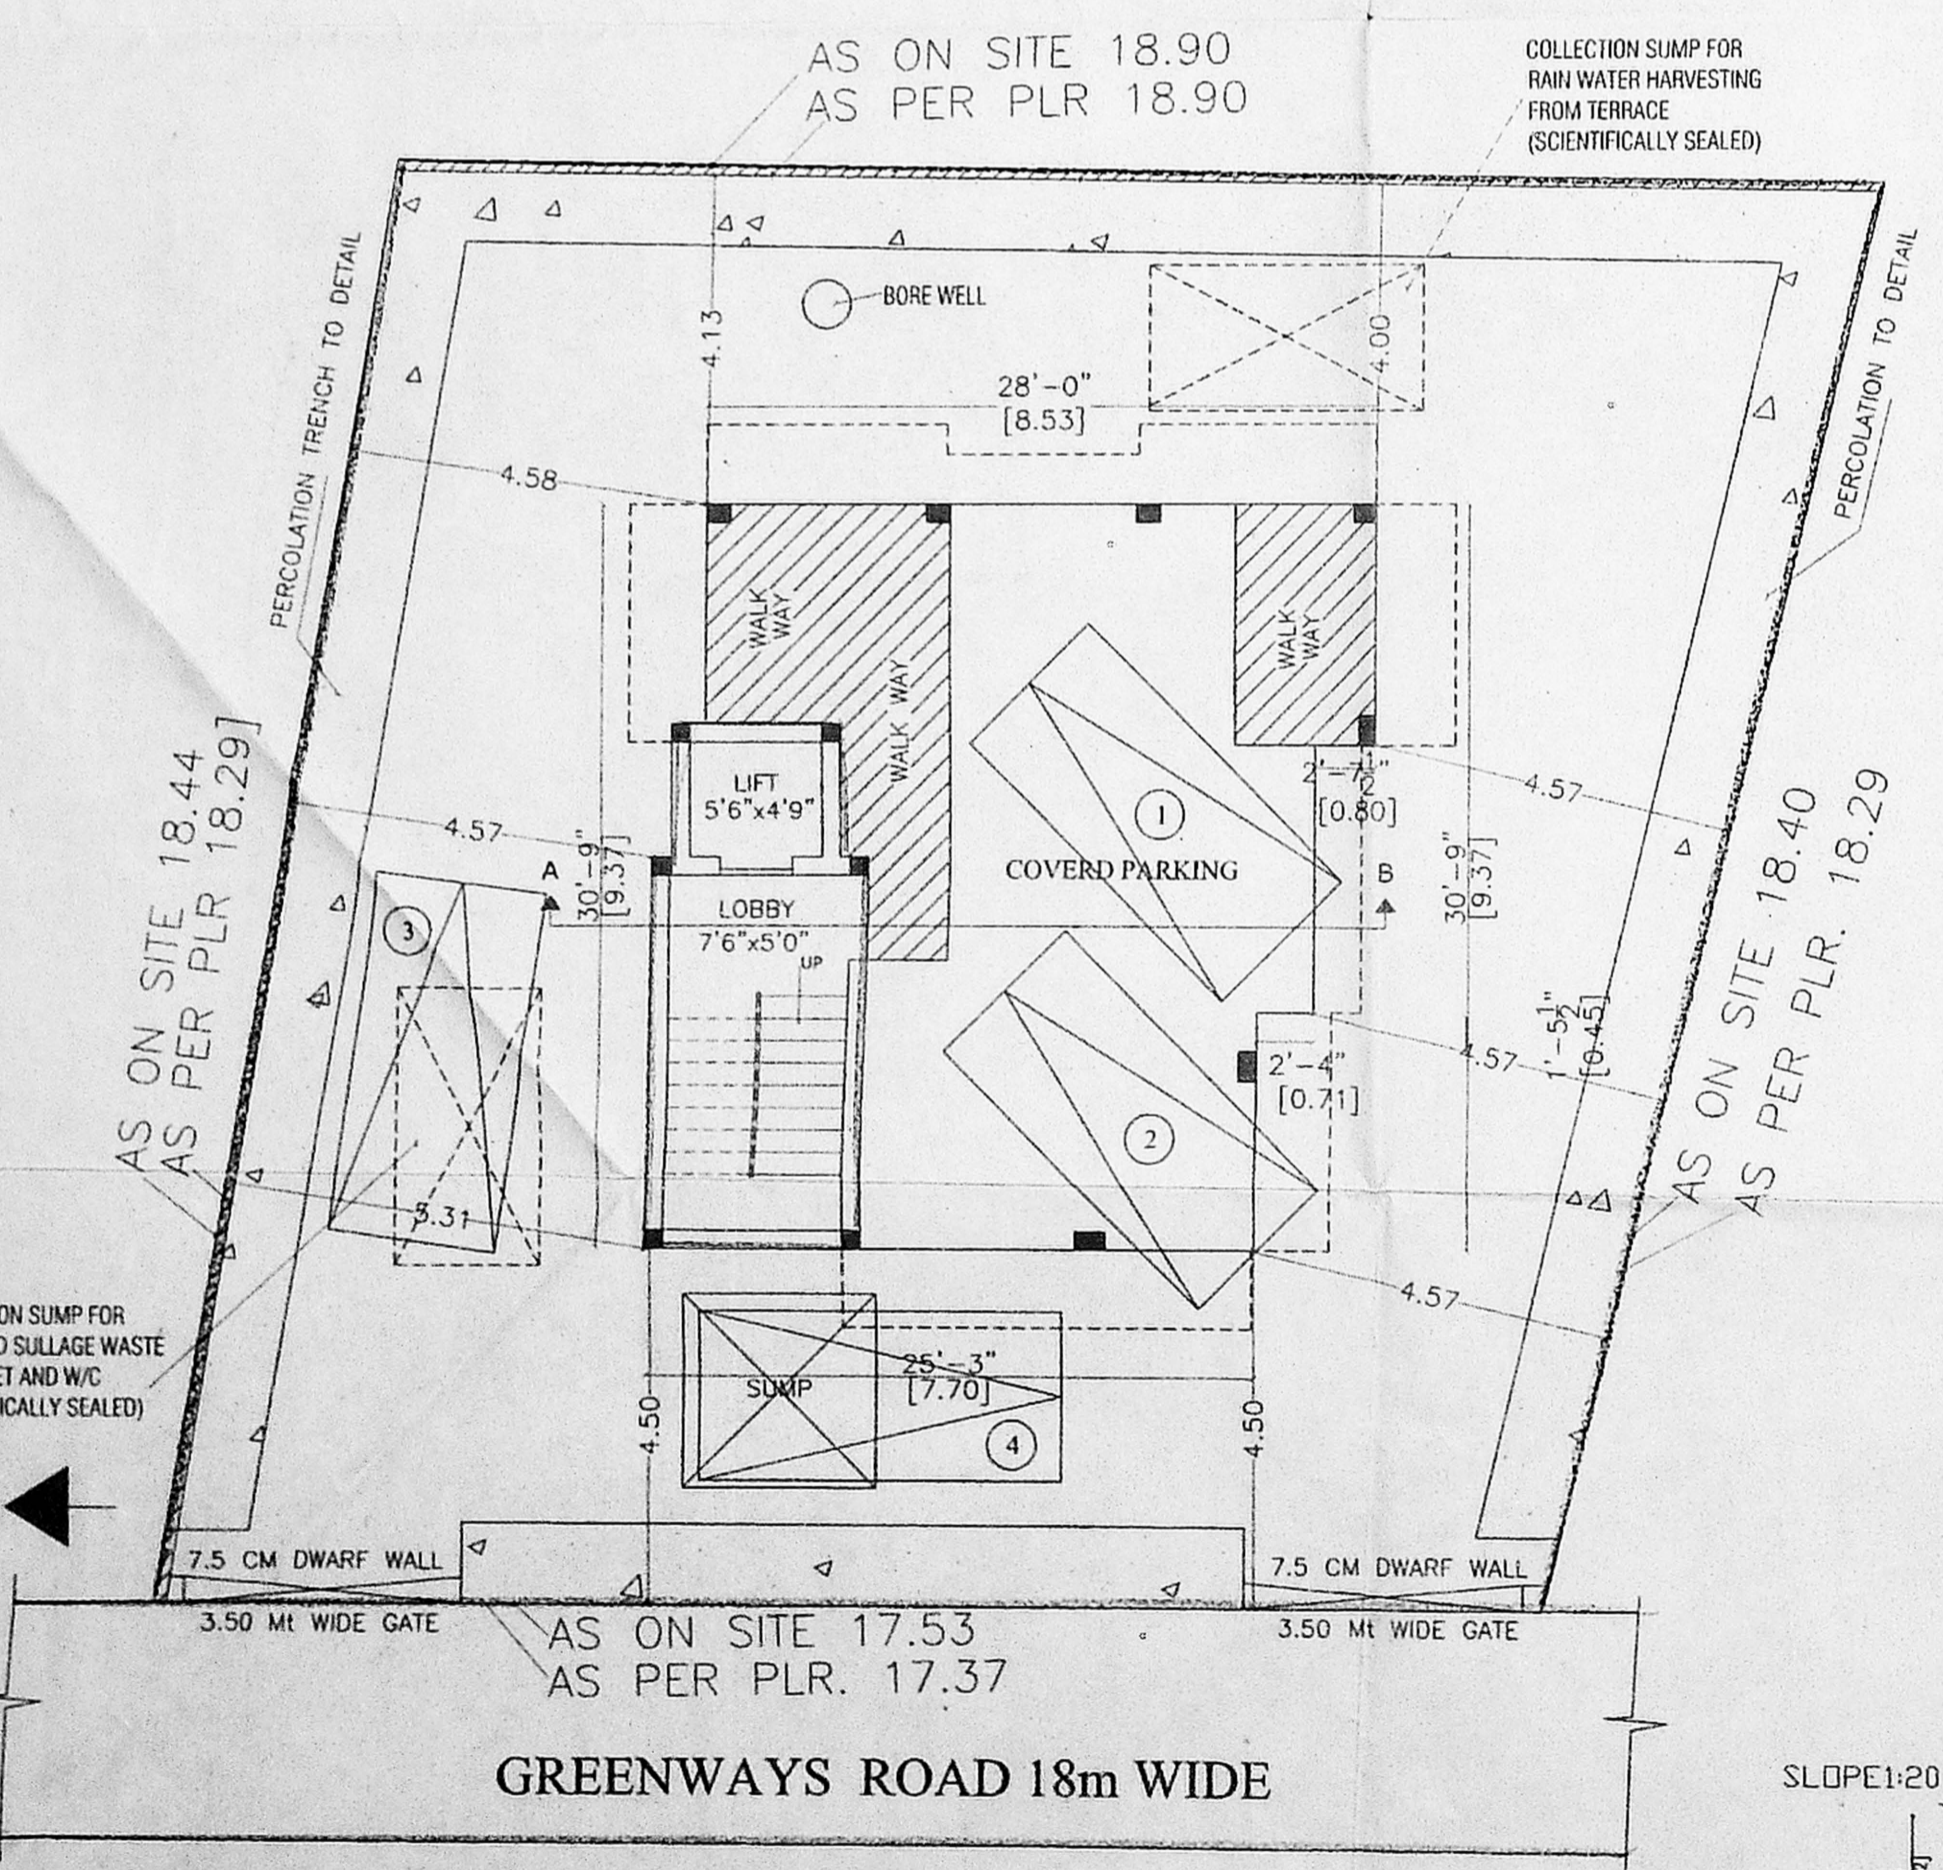 AS ON SITE 18.90
AS PER PLR 18.90
COLLECTION SUMP FOR
RAIN WATER HARVESTING
FROM TERRACE
(SCIENTIFICALLY SEALED)
PERCOLATION TRENCH TO DETAIL
PERCOLATION TO DETAIL
BORE WELL
4.13
4.00
28'-0"
[8.53]
4.58
WALK
WAY
WALK WAY
WALK
WAY
AS ON SITE 18.44
AS PER PLR 18.29]
LIFT
5'6"x4'9"
1
2'-7½"
[0.80]
4.57
4.57
A
30'-9"
[9.37]
COVERD PARKING
B
30'-9"
[9.37]
AS ON SITE 18.40
AS PER PLR. 18.29
3
LOBBY
7'6"x5'0"
UP
4.57
1'-5½"
[0.45]
2'-4"
[0.71]
2
5.31
4.57
ON SUMP FOR
SULLAGE WASTE
ET AND W/C
ICALLY SEALED)
25'-3"
[7.70]
SUMP
4
4.50
4.50
7.5 CM DWARF WALL
7.5 CM DWARF WALL
3.50 Mt WIDE GATE
3.50 Mt WIDE GATE
AS ON SITE 17.53
AS PER PLR. 17.37
GREENWAYS ROAD 18m WIDE
SLOPE1:20